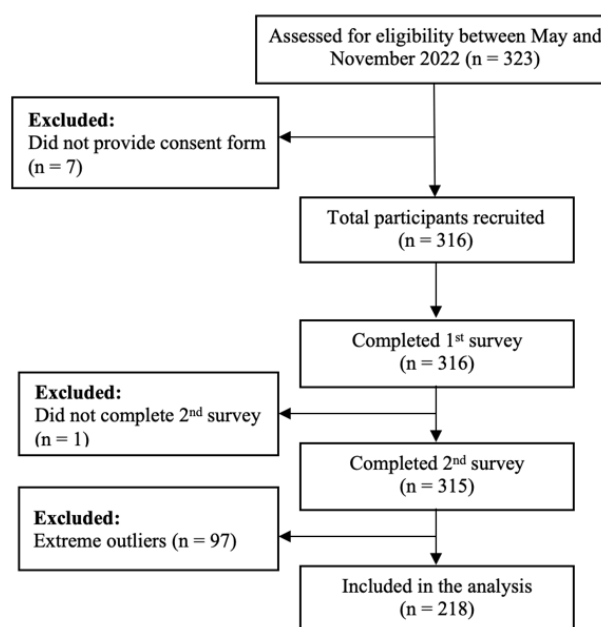 Assessed for eligibility between May and
November 2022 (n = 323)
Excluded:
Did not provide consent form
(n = 7)
Total participants recruited
(n = 316)
Completed 1st survey
(n = 316)
Excluded:
Did not complete 2nd survey
(n = 1)
Completed 2nd survey
(n = 315)
Excluded:
Extreme outliers (n = 97)
Included in the analysis
(n = 218)